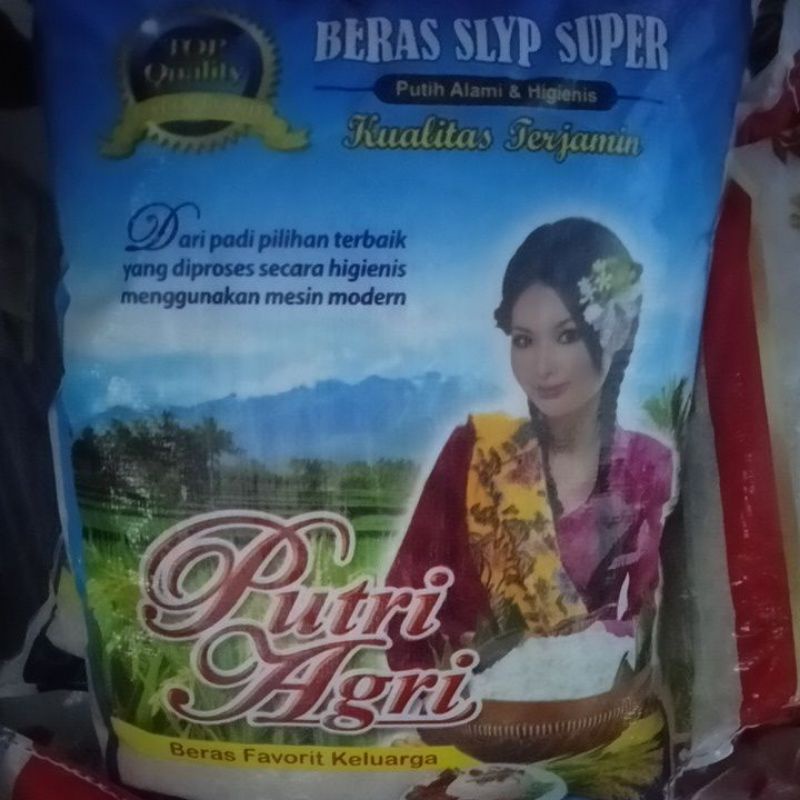 TOP
Quality
BERAS SLYP SUPER
Putih Alami & Higienis
Kualitas Terjamin
Dari padi pilihan terbaik
yang diproses secara higienis
menggunakan mesin modern
Putri
Agri
Beras Favorit Keluarga